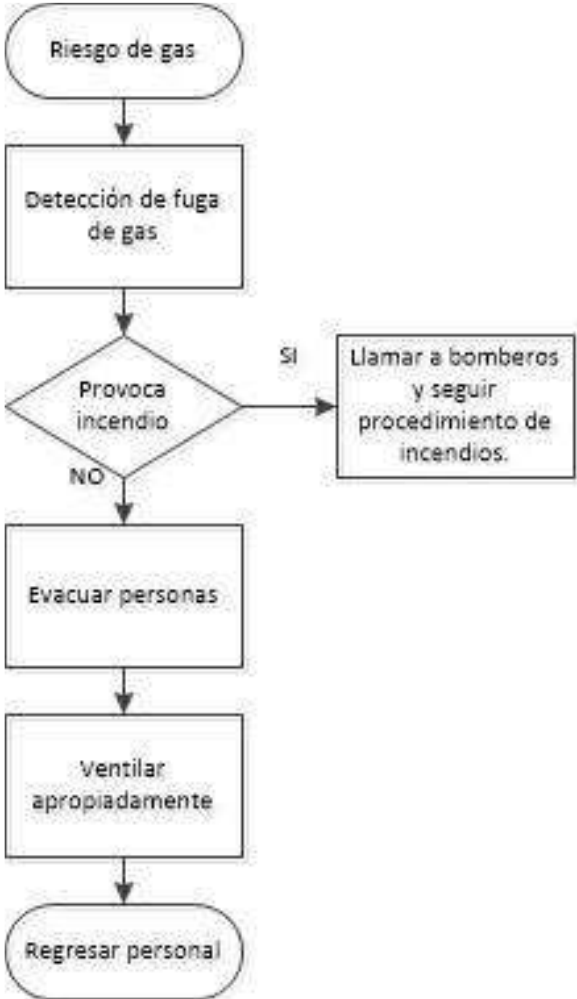 Riesgo de gas
Detección de fuga
de gas
Provoca
incendio
SI
Llamar a bomberos
y seguir
procedimiento de
incendios.
NO
Evacuar personas
Ventilar
apropiadamente
Regresar personal